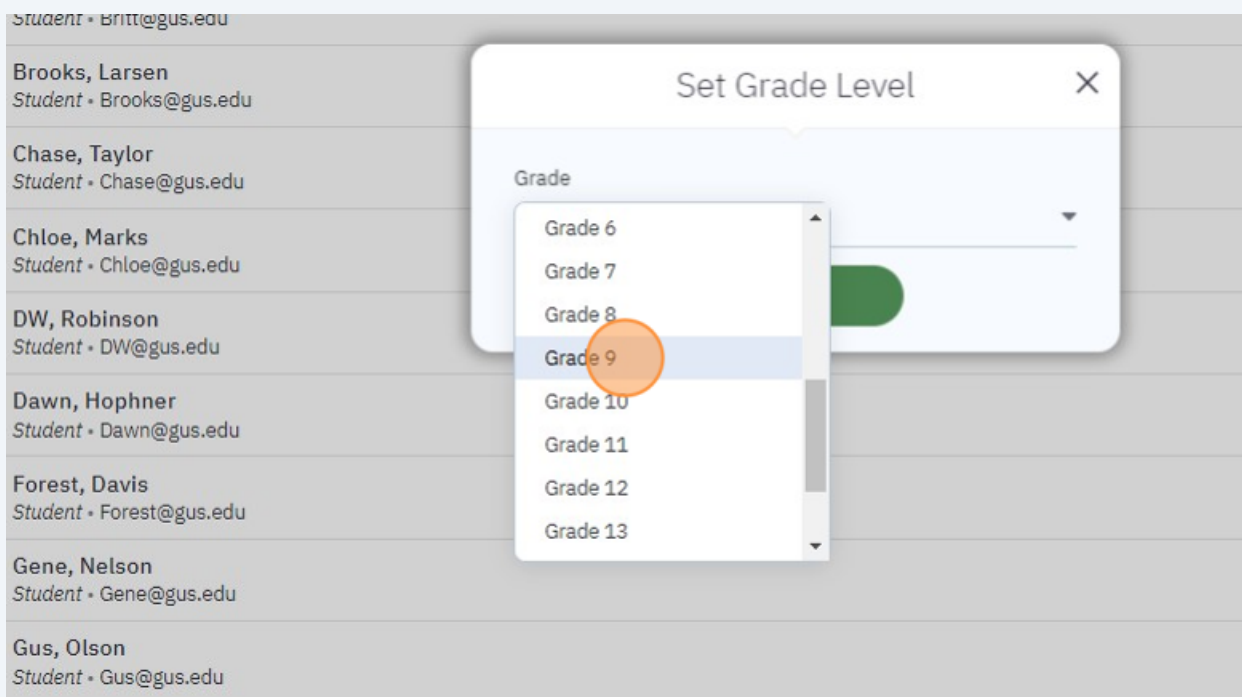 Student • Britt@gus.edu
Brooks, Larsen
Student • Brooks@gus.edu
Chase, Taylor
Student • Chase@gus.edu
Chloe, Marks
Student • Chloe@gus.edu
DW, Robinson
Student • DW@gus.edu
Dawn, Hophner
Student • Dawn@gus.edu
Forest, Davis
Student • Forest@gus.edu
Gene, Nelson
Student • Gene@gus.edu
Gus, Olson
Student • Gus@gus.edu
Set Grade Level
Grade
Grade 6
Grade 7
Grade 8
Grade 9
Grade 10
Grade 11
Grade 12
Grade 13